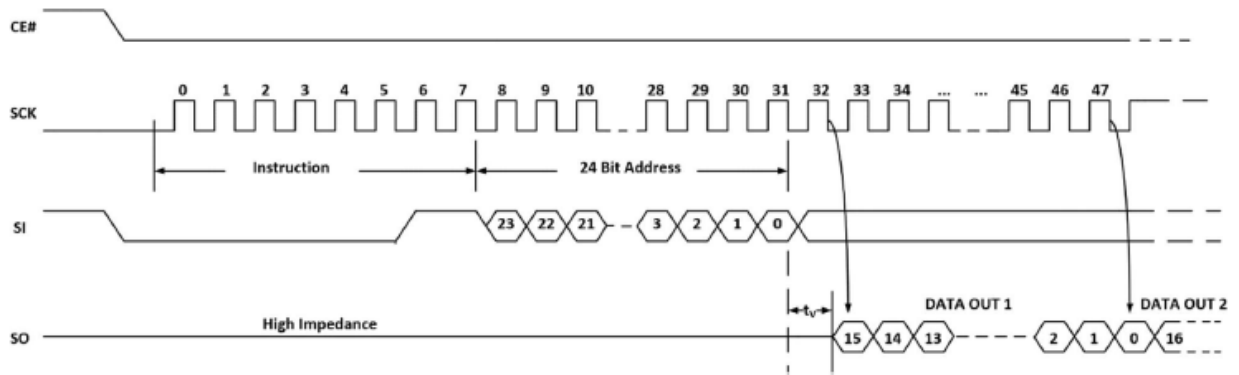 CE#
0 1 2 3 4 5 6 7 8 9 10 28 29 30 31 32 33 34 ... ... 45 46 47
SCK
Instruction 24 Bit Address
SI 23 22 21 3 2 1 0
High Impedance tv DATA OUT 1 DATA OUT 2
SO 15 14 13 2 1 0 16